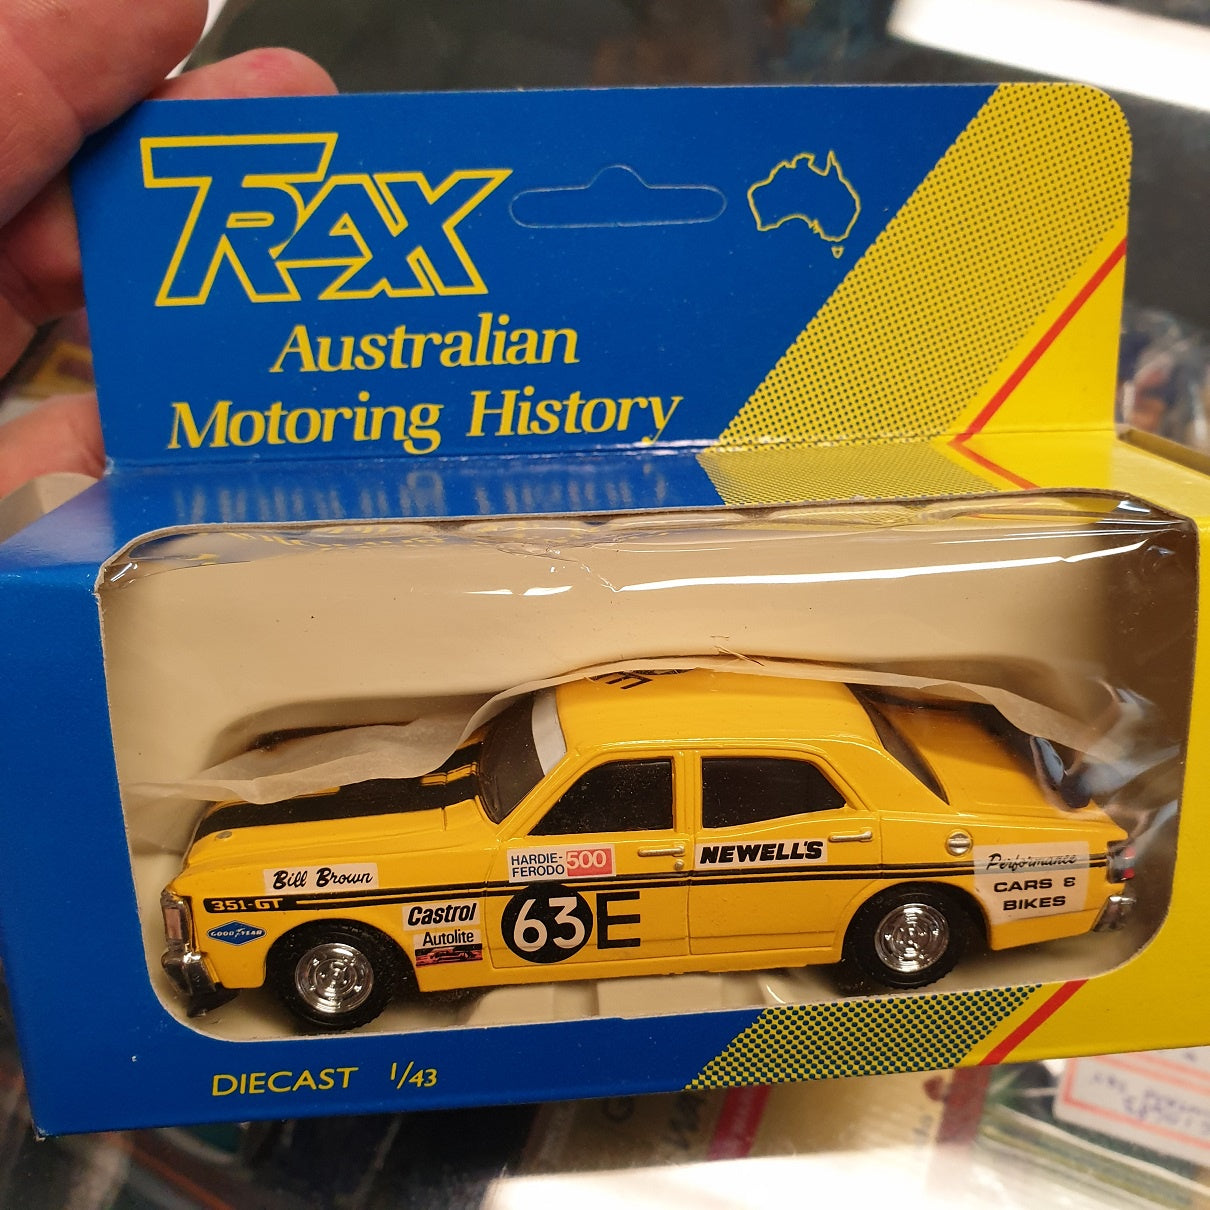 TRAX
Australian
Motoring History
E
Bill Brown
HARDIE-
FERODO 500
NEWELL'S
Performance
CARS &
BIKES
351-GT
GOODYEAR
Castrol
Autolite
63E
DIECAST 1/43